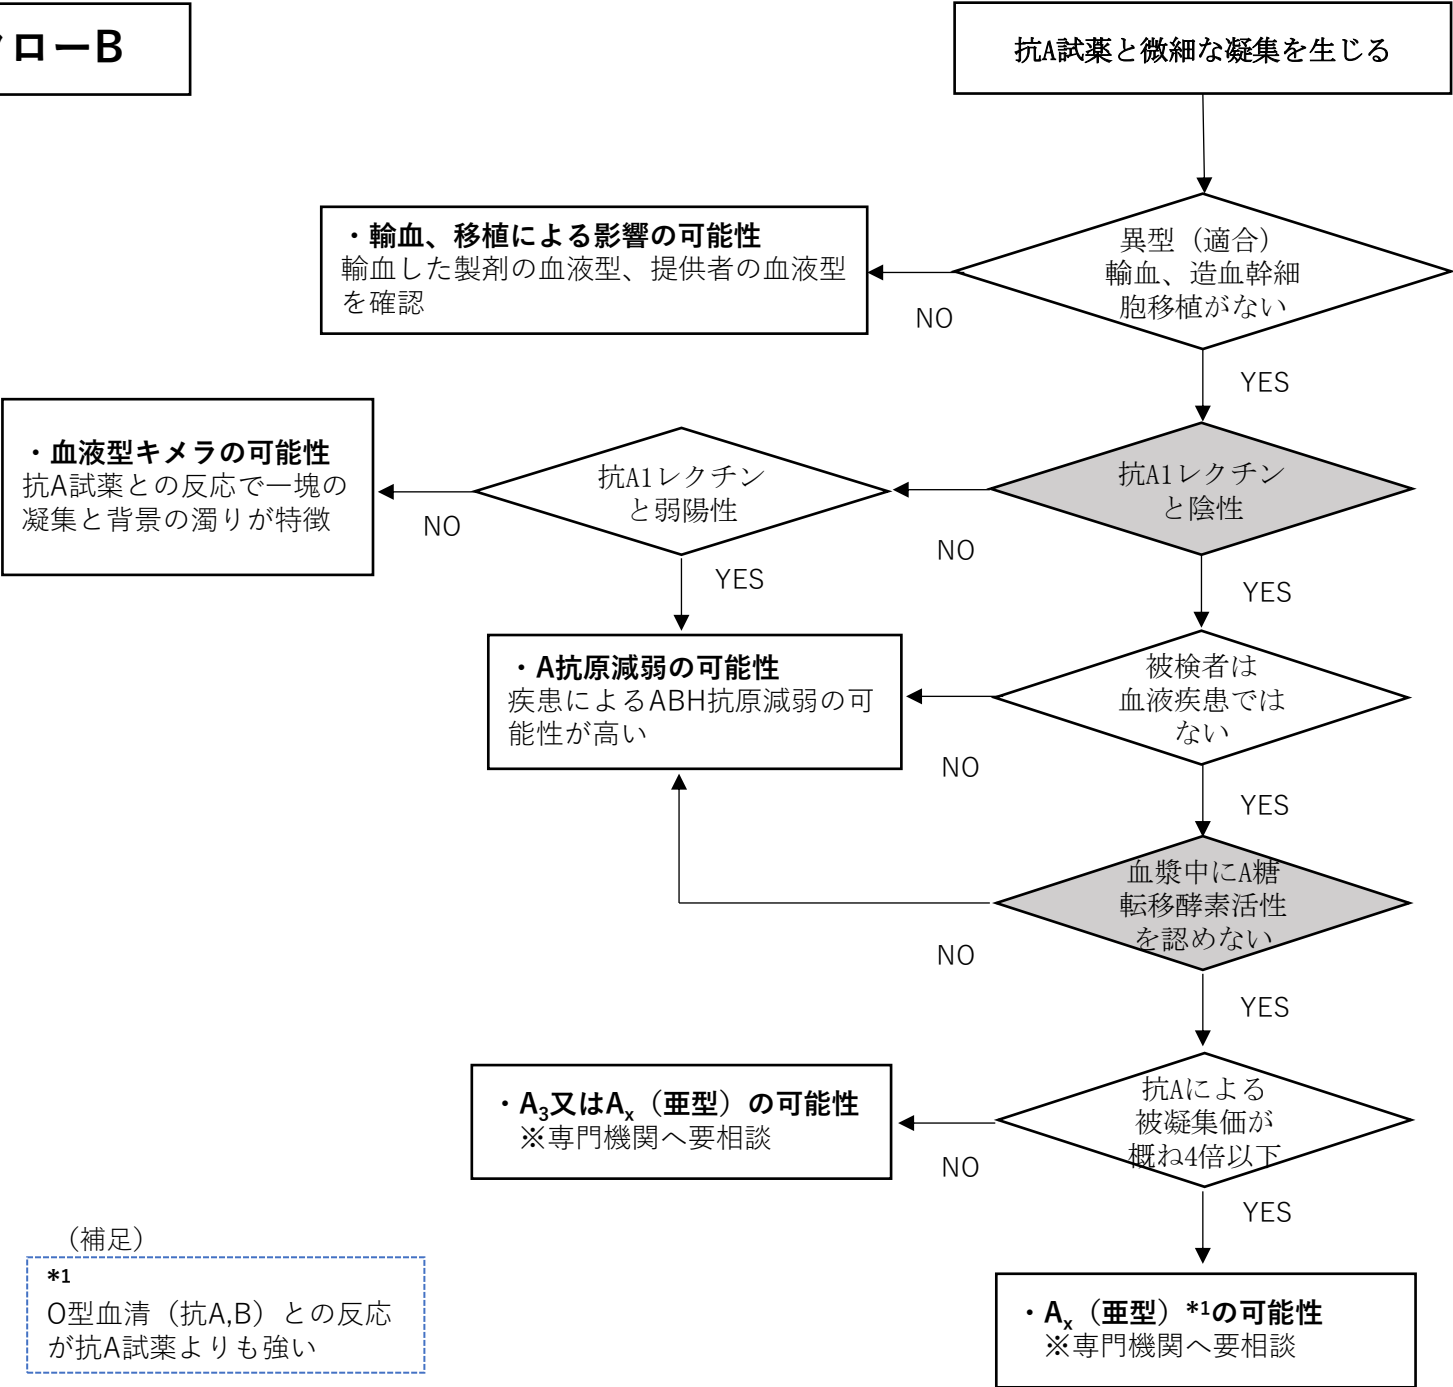 ローB
抗A試薬と微細な凝集を生じる
異型（適合）
輸血、造血幹細
胞移植がない
・輸血、移植による影響の可能性
輸血した製剤の血液型、提供者の血液型
を確認
NO
YES
抗A1レクチン
と陰性
NO
抗A1レクチン
と弱陽性
NO
・血液型キメラの可能性
抗A試薬との反応で一塊の
凝集と背景の濁りが特徴
YES
YES
・A抗原減弱の可能性
疾患によるABH抗原減弱の可
能性が高い
被検者は
血液疾患では
ない
NO
YES
血漿中にA糖
転移酵素活性
を認めない
NO
YES
抗Aによる
被凝集価が
概ね4倍以下
・A3又はAx（亜型）の可能性
※専門機関へ要相談
NO
YES
・Ax（亜型）*1の可能性
※専門機関へ要相談
（補足）
*1
O型血清（抗A,B）との反応
が抗A試薬よりも強い